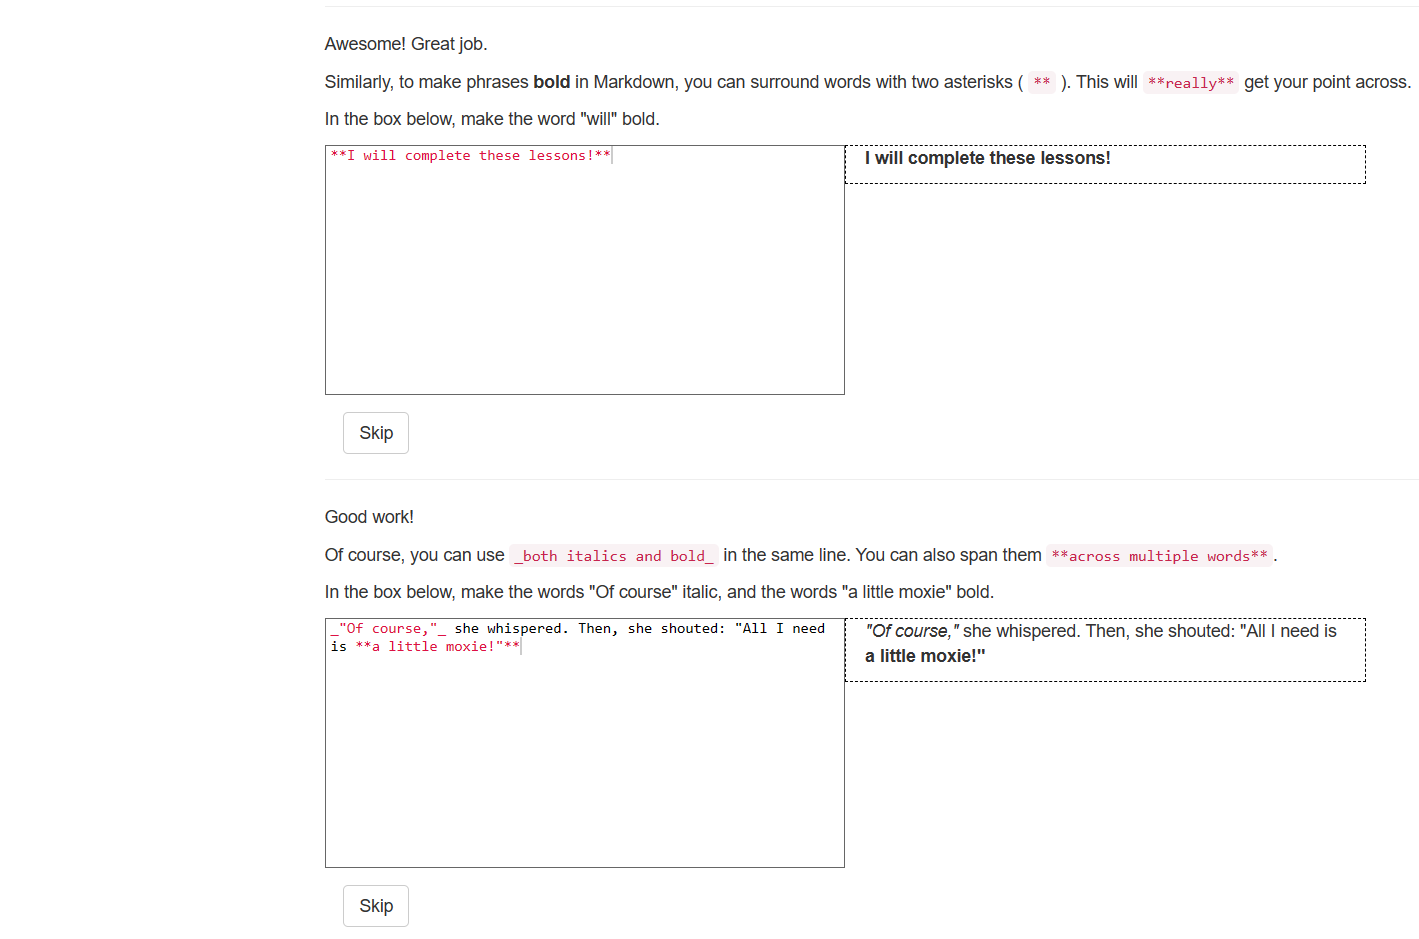 Awesome! Great job.
Similarly, to make phrases bold in Markdown, you can surround words with two asterisks ( ** ). This will **really** get your point across.
In the box below, make the word "will" bold.
**I will complete these lessons!**
I will complete these lessons!
Skip
Good work!
Of course, you can use _both italics and bold_ in the same line. You can also span them **across multiple words** .
In the box below, make the words "Of course" italic, and the words "a little moxie" bold.
_"Of course,"_ she whispered. Then, she shouted: "All I need
is **a little moxie!"**
"Of course," she whispered. Then, she shouted: "All I need is
a little moxie!"
Skip